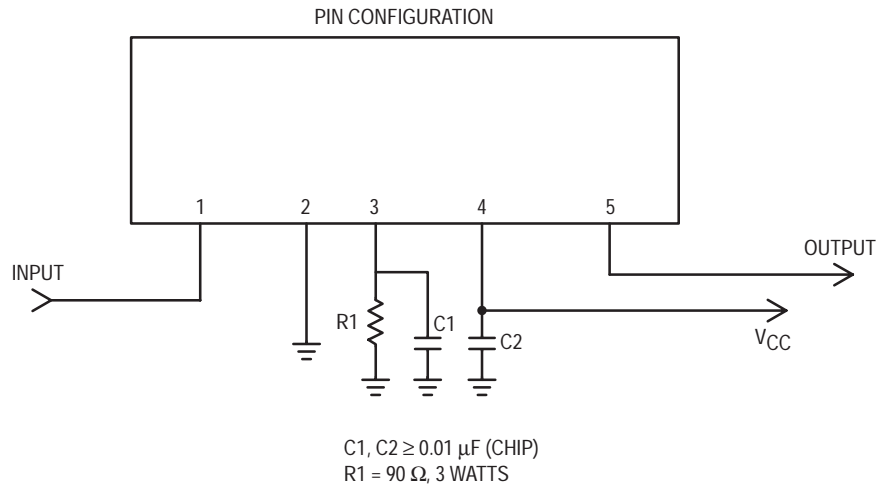 PIN CONFIGURATION
1 2 3 4 5
INPUT
OUTPUT
R1
C1
C2
VCC
C1, C2 ≥ 0.01 μF (CHIP)
R1 = 90 Ω, 3 WATTS